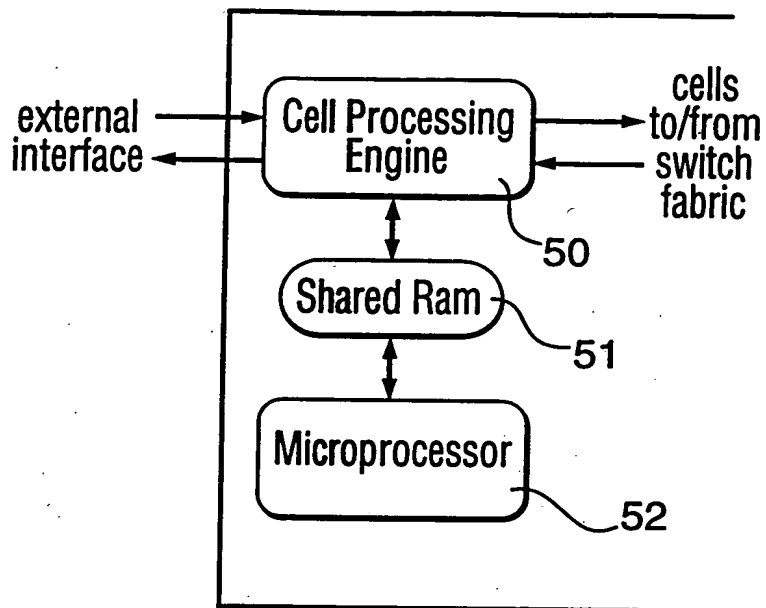 external
interface
Cell Processing
Engine
cells
to/from
switch
fabric
50
Shared Ram
51
Microprocessor
52